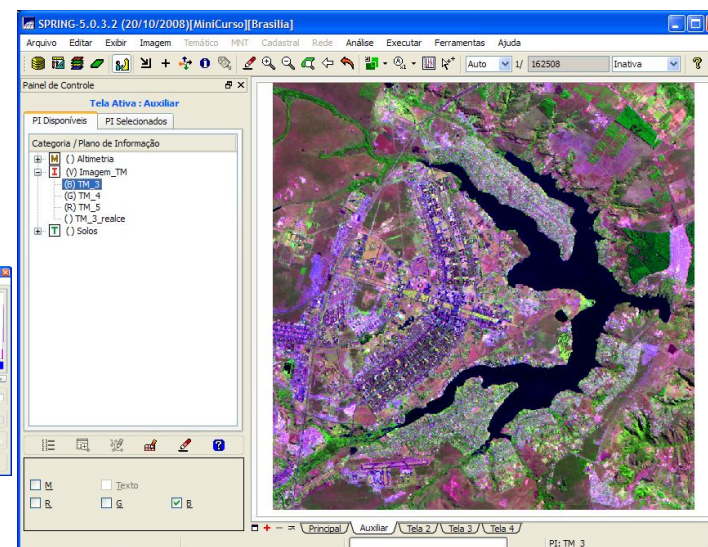 SPRING-5.0.3.2 (20/10/2008)[MiniCurso][Brasilia]
Arquivo Editar Exibir Imagem Temático MNT Cadastral Rede Análise Executar Ferramentas Ajuda
Auto 1/ 162508 Inativa
Painel de Controle
Tela Ativa : Auxiliar
PI Disponíveis PI Selecionados
Categoria / Plano de Informação
M () Altimetria
I (V) Imagem_TM
(B) TM_3
(G) TM_4
(R) TM_5
() TM_3_realce
T () Solos
M Texto
R G B
Principal Auxiliar Tela 2 Tela 3 Tela 4
PI: TM_3